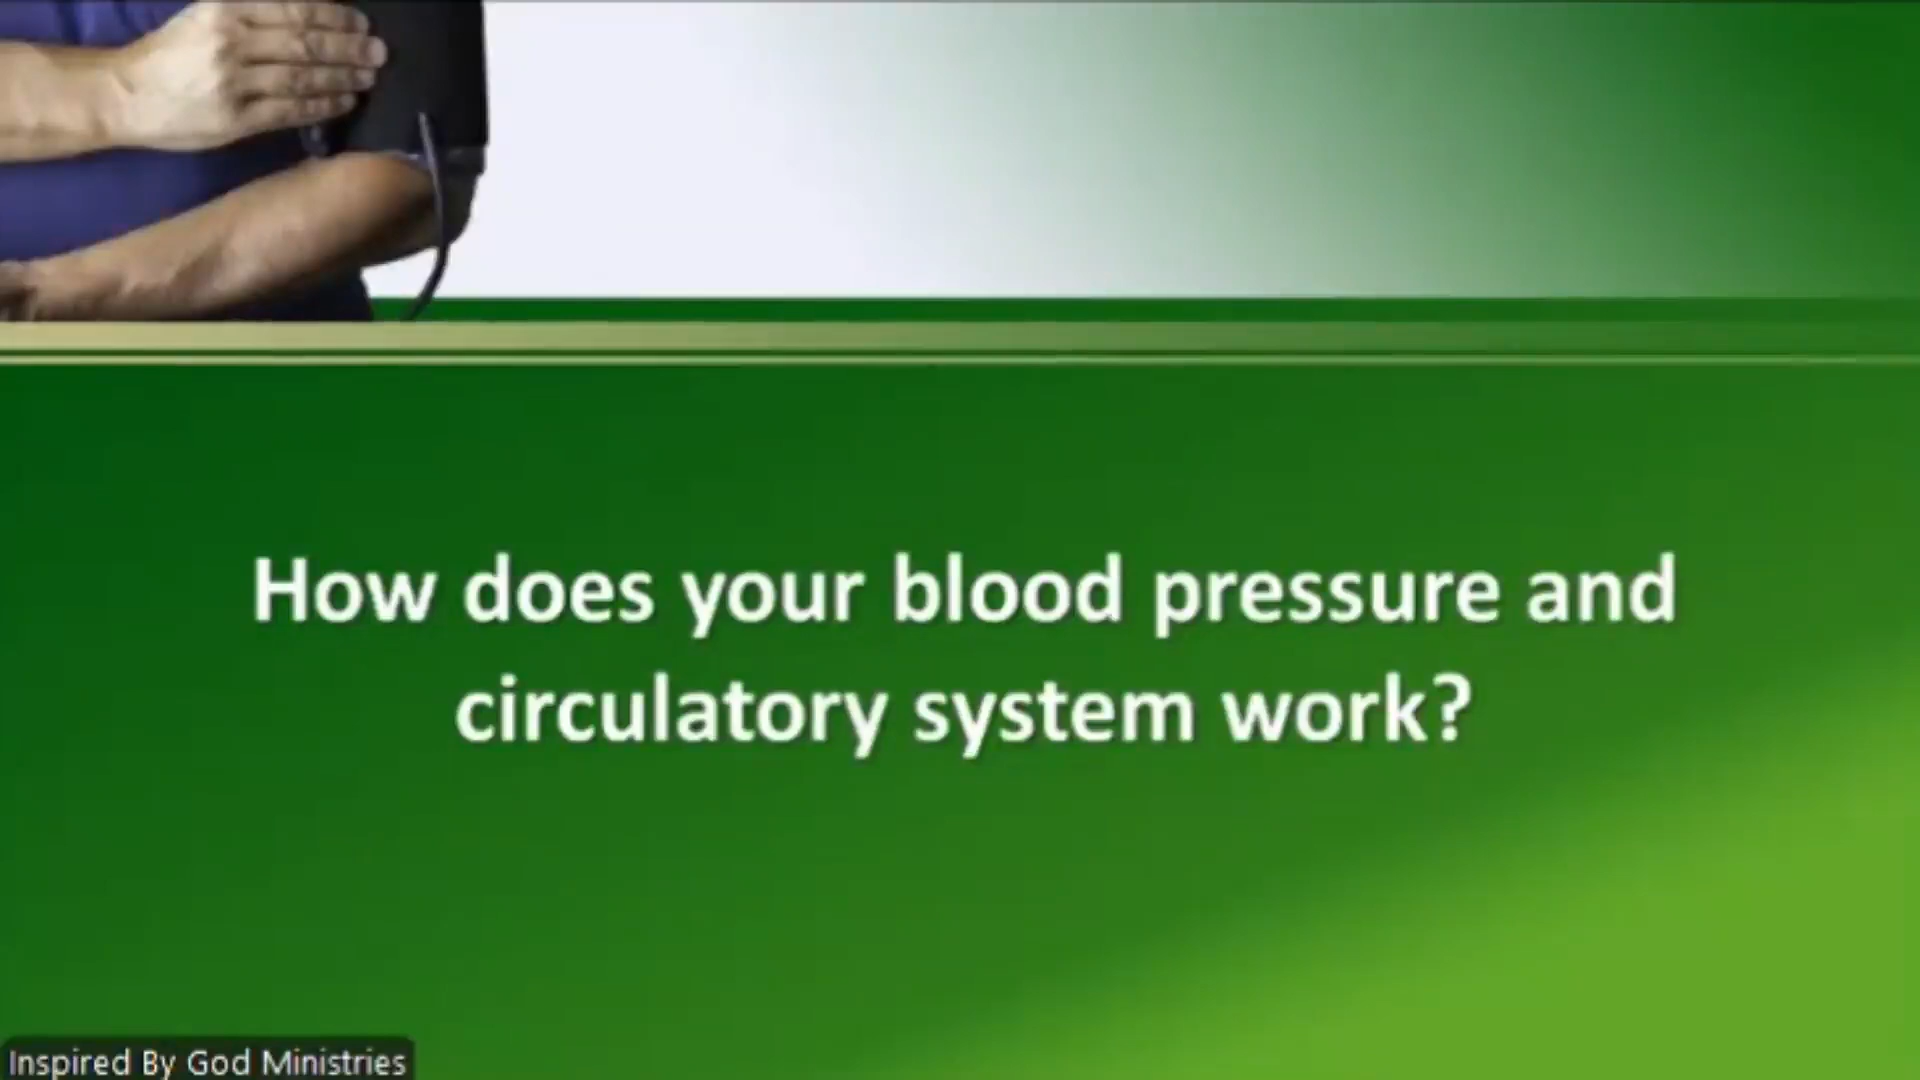 How does your blood pressure and
circulatory system work?
Inspired By God Ministries